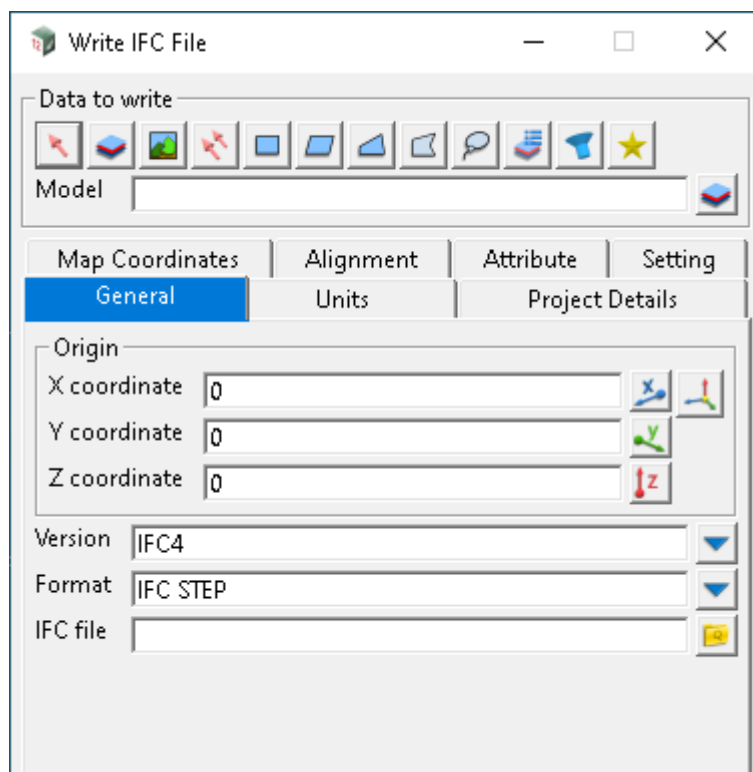 Write IFC File
Data to write
Model
Map Coordinates Alignment Attribute Setting
General Units Project Details
Origin
X coordinate 0
Y coordinate 0
Z coordinate 0
Version IFC4
Format IFC STEP
IFC file